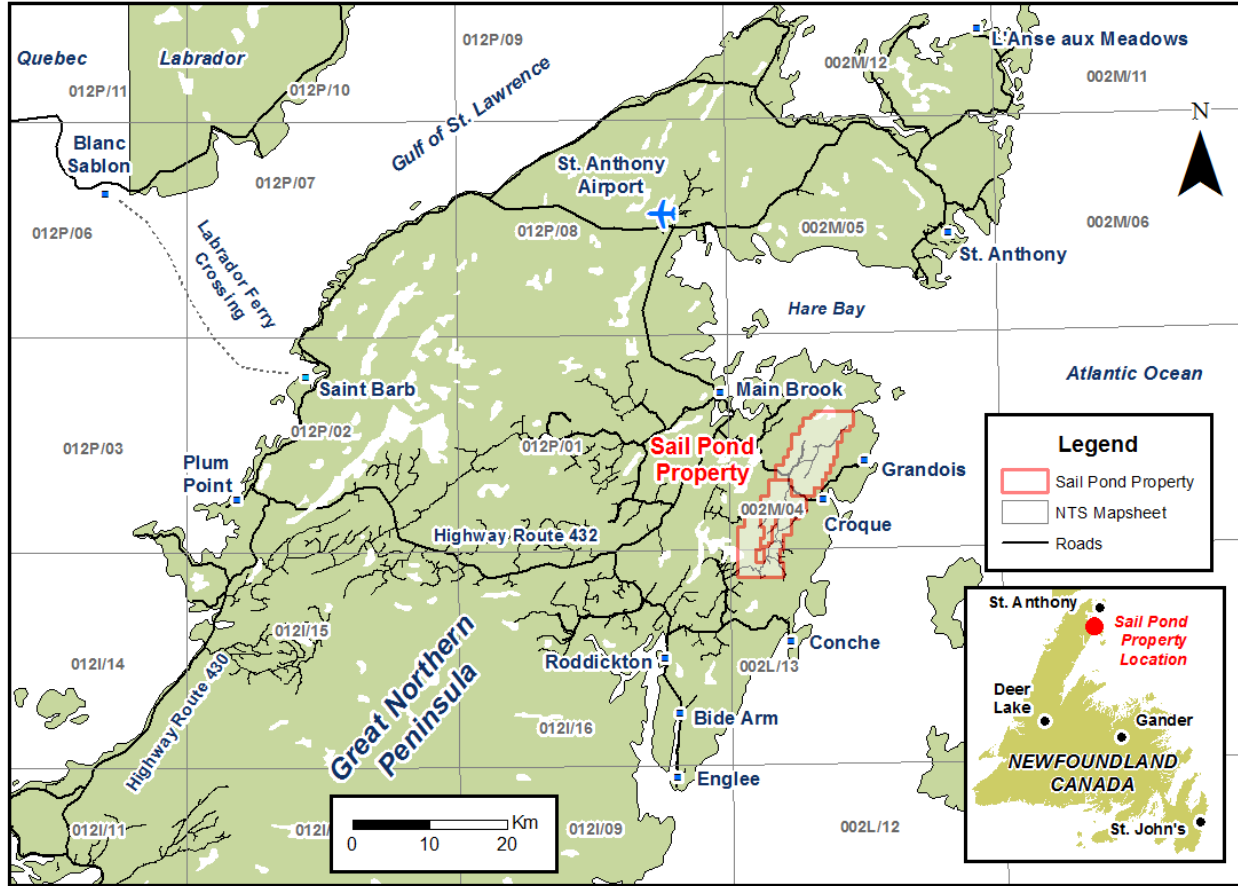 012P/09
L'Anse aux Meadows
Quebec
Labrador
002M/12
002M/11
012P/11
012P/10
N
Blanc
Sablon
Gulf of St. Lawrence
St. Anthony
Airport
012P/07
012P/06
012P/08
002M/05
002M/06
St. Anthony
Labrador Ferry
Crossing
Hare Bay
Saint Barb
Main Brook
Atlantic Ocean
012P/03
012P/02
012P/01
Sail Pond
Property
Plum
Point
Grandois
002M/04
Croque
Highway Route 432
Legend
Sail Pond Property
NTS Mapsheet
Roads
012I/15
012I/14
Conche
Roddickton
002L/13
Highway Route 430
Great Northern
Peninsula
012I/16
Bide Arm
Englee
012I/11
012I/09
002L/12
Km
0 10 20
St. Anthony
Sail Pond
Property
Location
Deer
Lake
Gander
NEWFOUNDLAND
CANADA
St. John's